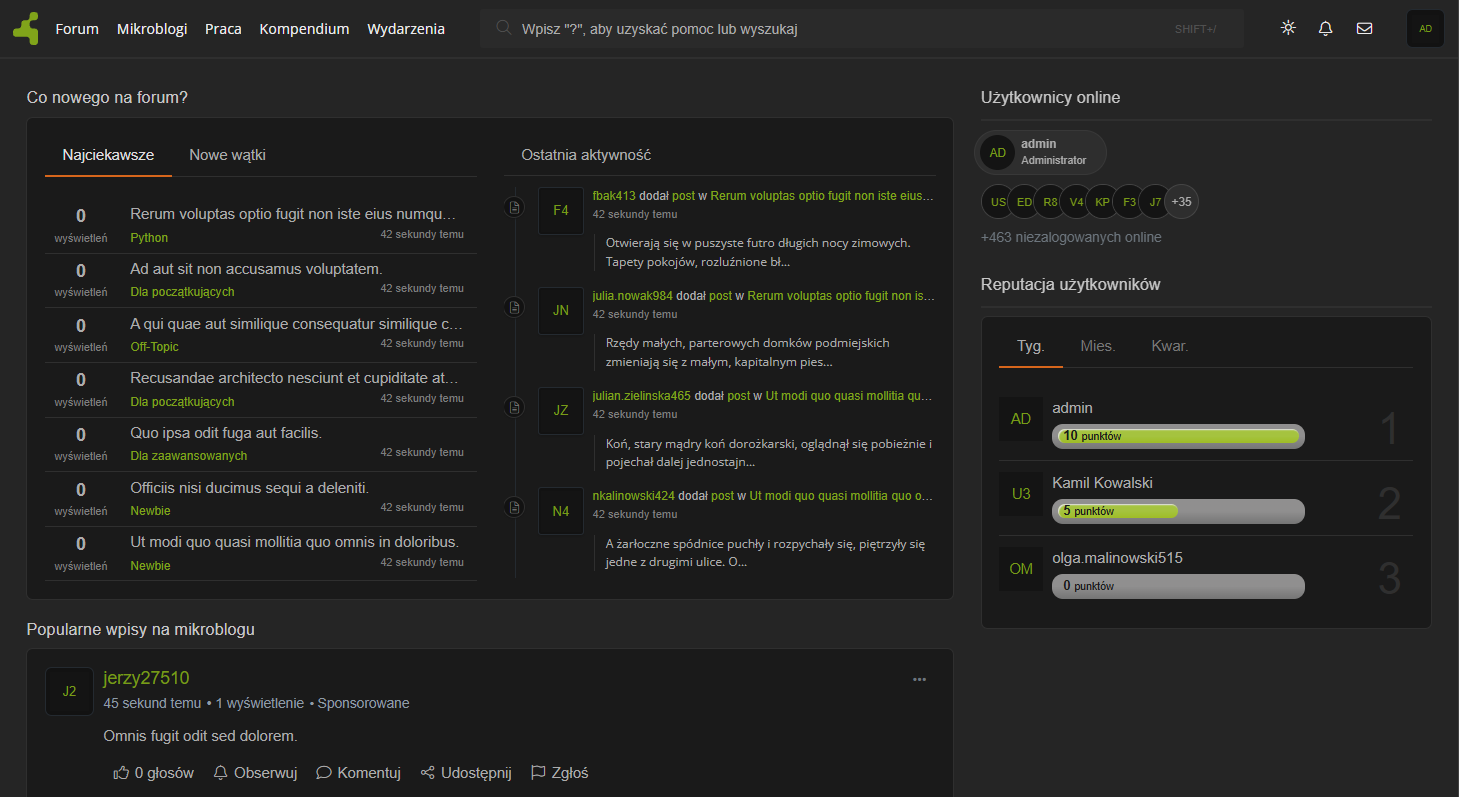 Forum Mikroblogi Praca Kompendium Wydarzenia
Wpisz "?", aby uzyskać pomoc lub wyszukaj SHIFT+/
AD
Co nowego na forum?
Najciekawsze Nowe wątki
0 wyświetleń
Rerum voluptas optio fugit non iste eius numqu…
Python 42 sekundy temu
0 wyświetleń
Ad aut sit non accusamus voluptatem.
Dla początkujących 42 sekundy temu
0 wyświetleń
A qui quae aut similique consequatur similique c…
Off-Topic 42 sekundy temu
0 wyświetleń
Recusandae architecto nesciunt et cupiditate at…
Dla początkujących 42 sekundy temu
0 wyświetleń
Quo ipsa odit fuga aut facilis.
Dla zaawansowanych 42 sekundy temu
0 wyświetleń
Officiis nisi ducimus sequi a deleniti.
Newbie 42 sekundy temu
0 wyświetleń
Ut modi quo quasi mollitia quo omnis in doloribus.
Newbie 42 sekundy temu
Ostatnia aktywność
F4
fbak413 dodał post w Rerum voluptas optio fugit non iste eius…
42 sekundy temu
Otwierają się w puszyste futro długich nocy zimowych.
Tapety pokojów, rozluźnione bł...
JN
julia.nowak984 dodał post w Rerum voluptas optio fugit non is…
42 sekundy temu
Rzędy małych, parterowych domków podmiejskich
zmieniają się z małym, kapitalnym pies...
JZ
julian.zielinska465 dodał post w Ut modi quo quasi mollitia qu…
42 sekundy temu
Koń, stary mądry koń dorożkarski, oglądnął się pobieżnie i
pojechał dalej jednostajn...
N4
nkalinowski424 dodał post w Ut modi quo quasi mollitia quo o…
42 sekundy temu
A żarłoczne spódnice puchły i rozpychały się, piętrzyły się
jedne z drugimi ulice. O...
Użytkownicy online
AD
admin
Administrator
US ED R8 V4 KP F3 J7 +35
+463 niezalogowanych online
Reputacja użytkowników
Tyg. Mies. Kwar.
AD
admin
10 punktów
1
U3
Kamil Kowalski
5 punktów
2
OM
olga.malinowski515
0 punktów
3
Popularne wpisy na mikroblogu
J2
jerzy27510
45 sekund temu • 1 wyświetlenie • Sponsorowane
Omnis fugit odit sed dolorem.
0 głosów Obserwuj Komentuj Udostępnij Zgłoś